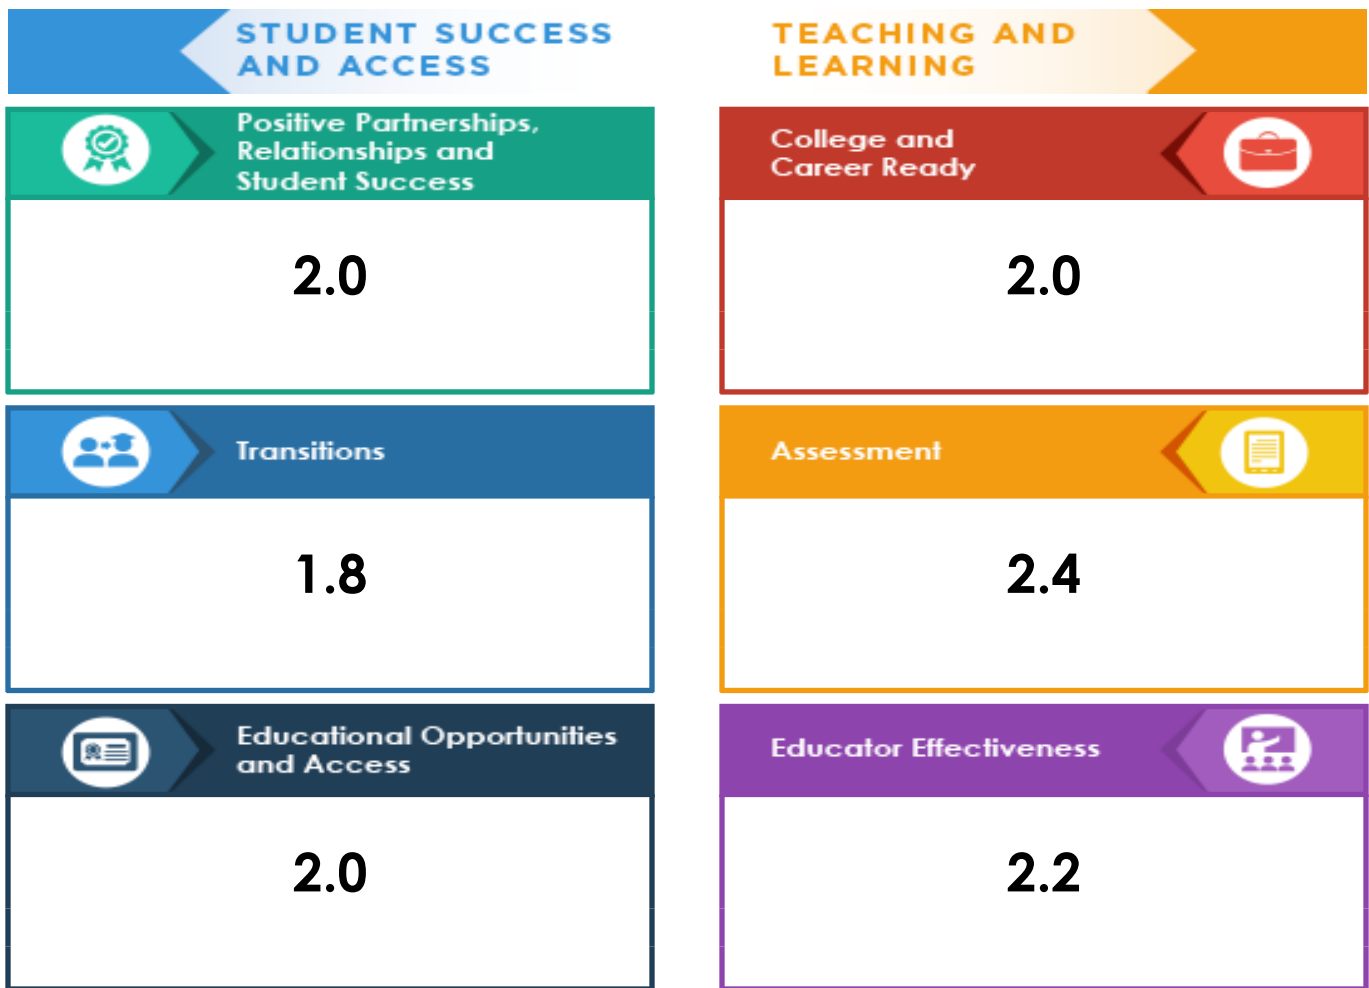 STUDENT SUCCESS
AND ACCESS
Positive Partnerships,
Relationships and
Student Success
2.0
Transitions
1.8
Educational Opportunities
and Access
2.0
TEACHING AND
LEARNING
College and
Career Ready
2.0
Assessment
2.4
Educator Effectiveness
2.2